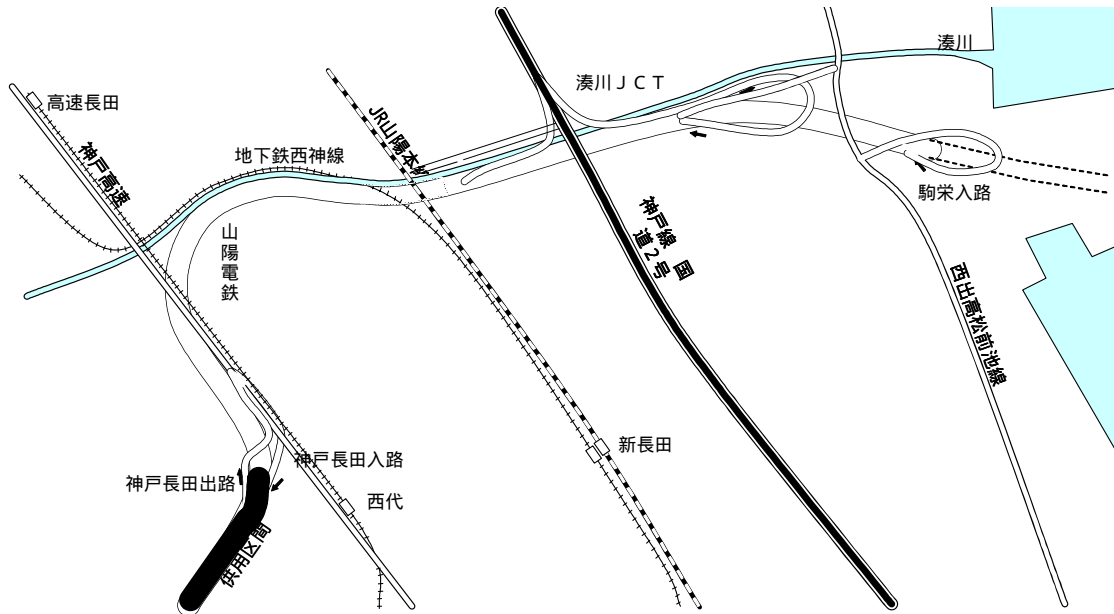 湊川
湊川ＪＣＴ
高速長田
JR山陽本線
神戸高速
地下鉄西神線
駒栄入路
山
陽
電
鉄
神戸線 国
道２号
西出高松前池線
新長田
神戸長田入路
神戸長田出路
西代
供用区間